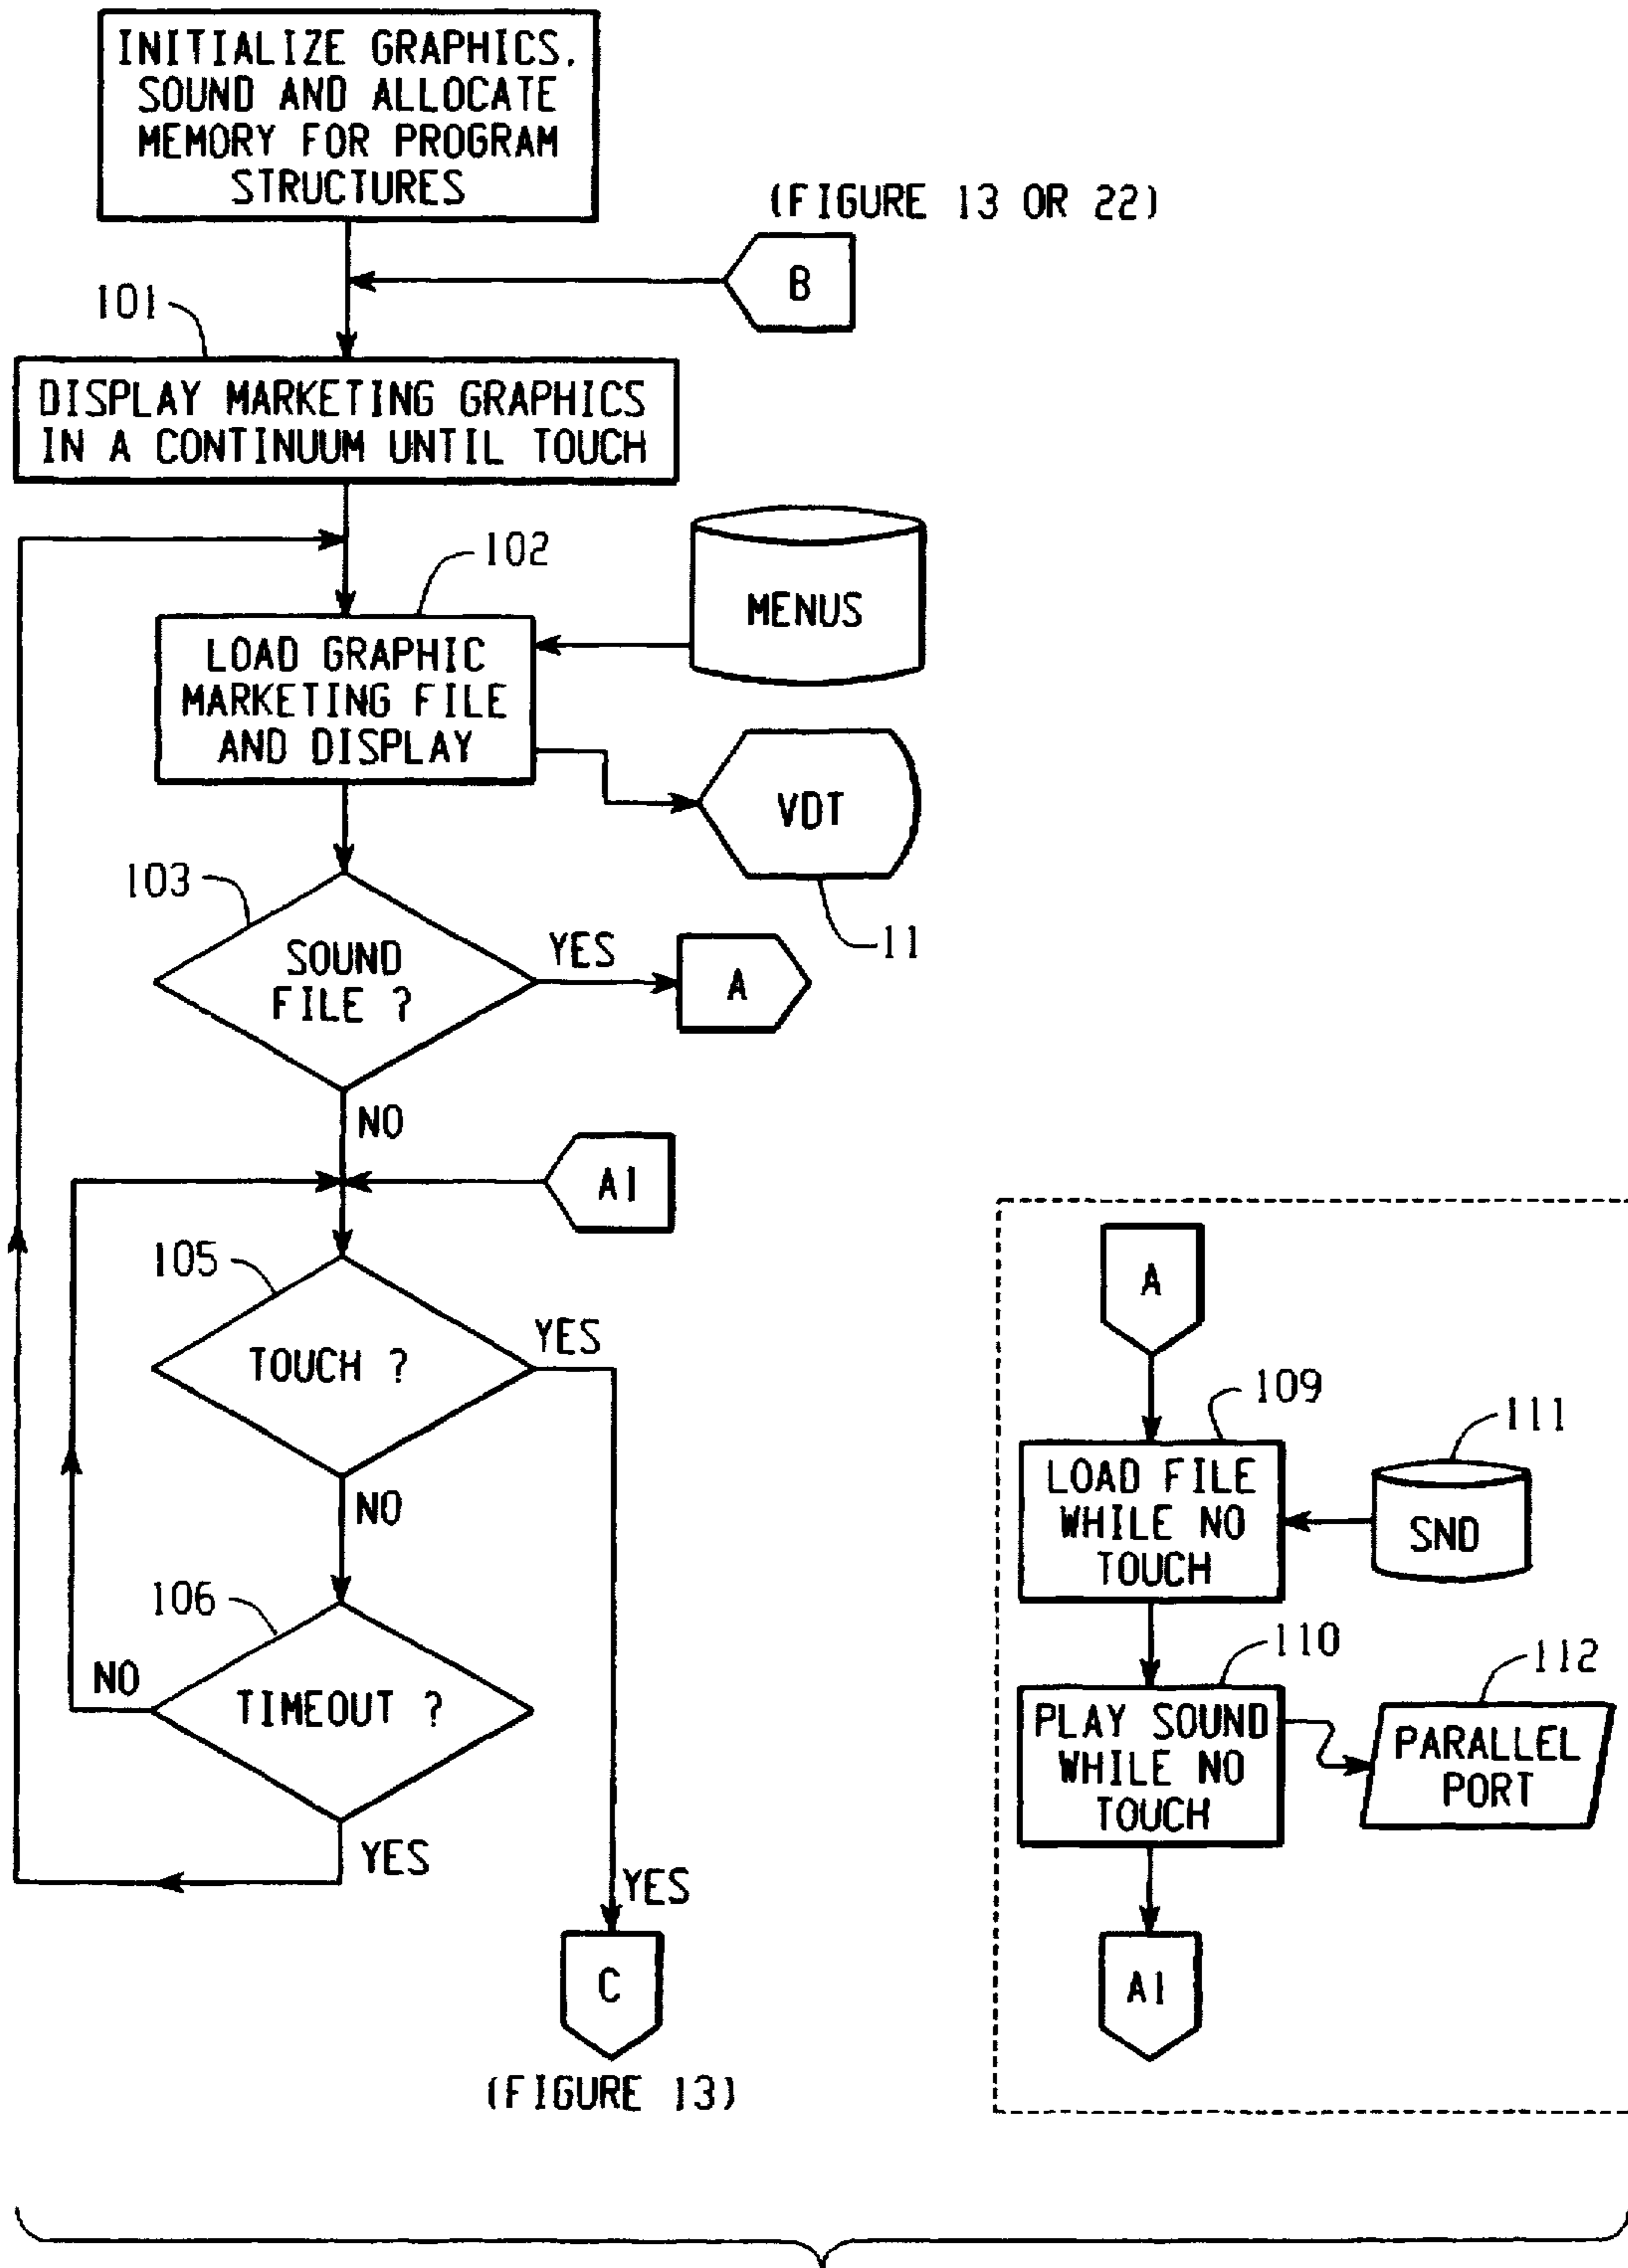 INITIALIZE GRAPHICS,
SOUND AND ALLOCATE
MEMORY FOR PROGRAM
STRUCTURES
(FIGURE 13 OR 22)
B
101
DISPLAY MARKETING GRAPHICS
IN A CONTINUUM UNTIL TOUCH
102
MENUS
LOAD GRAPHIC
MARKETING FILE
AND DISPLAY
VDT
11
103
SOUND
FILE ?
YES
A
NO
A1
105
TOUCH ?
YES
NO
106
TIMEOUT ?
NO
YES
YES
C
(FIGURE 13)
A
109
LOAD FILE
WHILE NO
TOUCH
111
SND
110
PLAY SOUND
WHILE NO
TOUCH
112
PARALLEL
PORT
A1